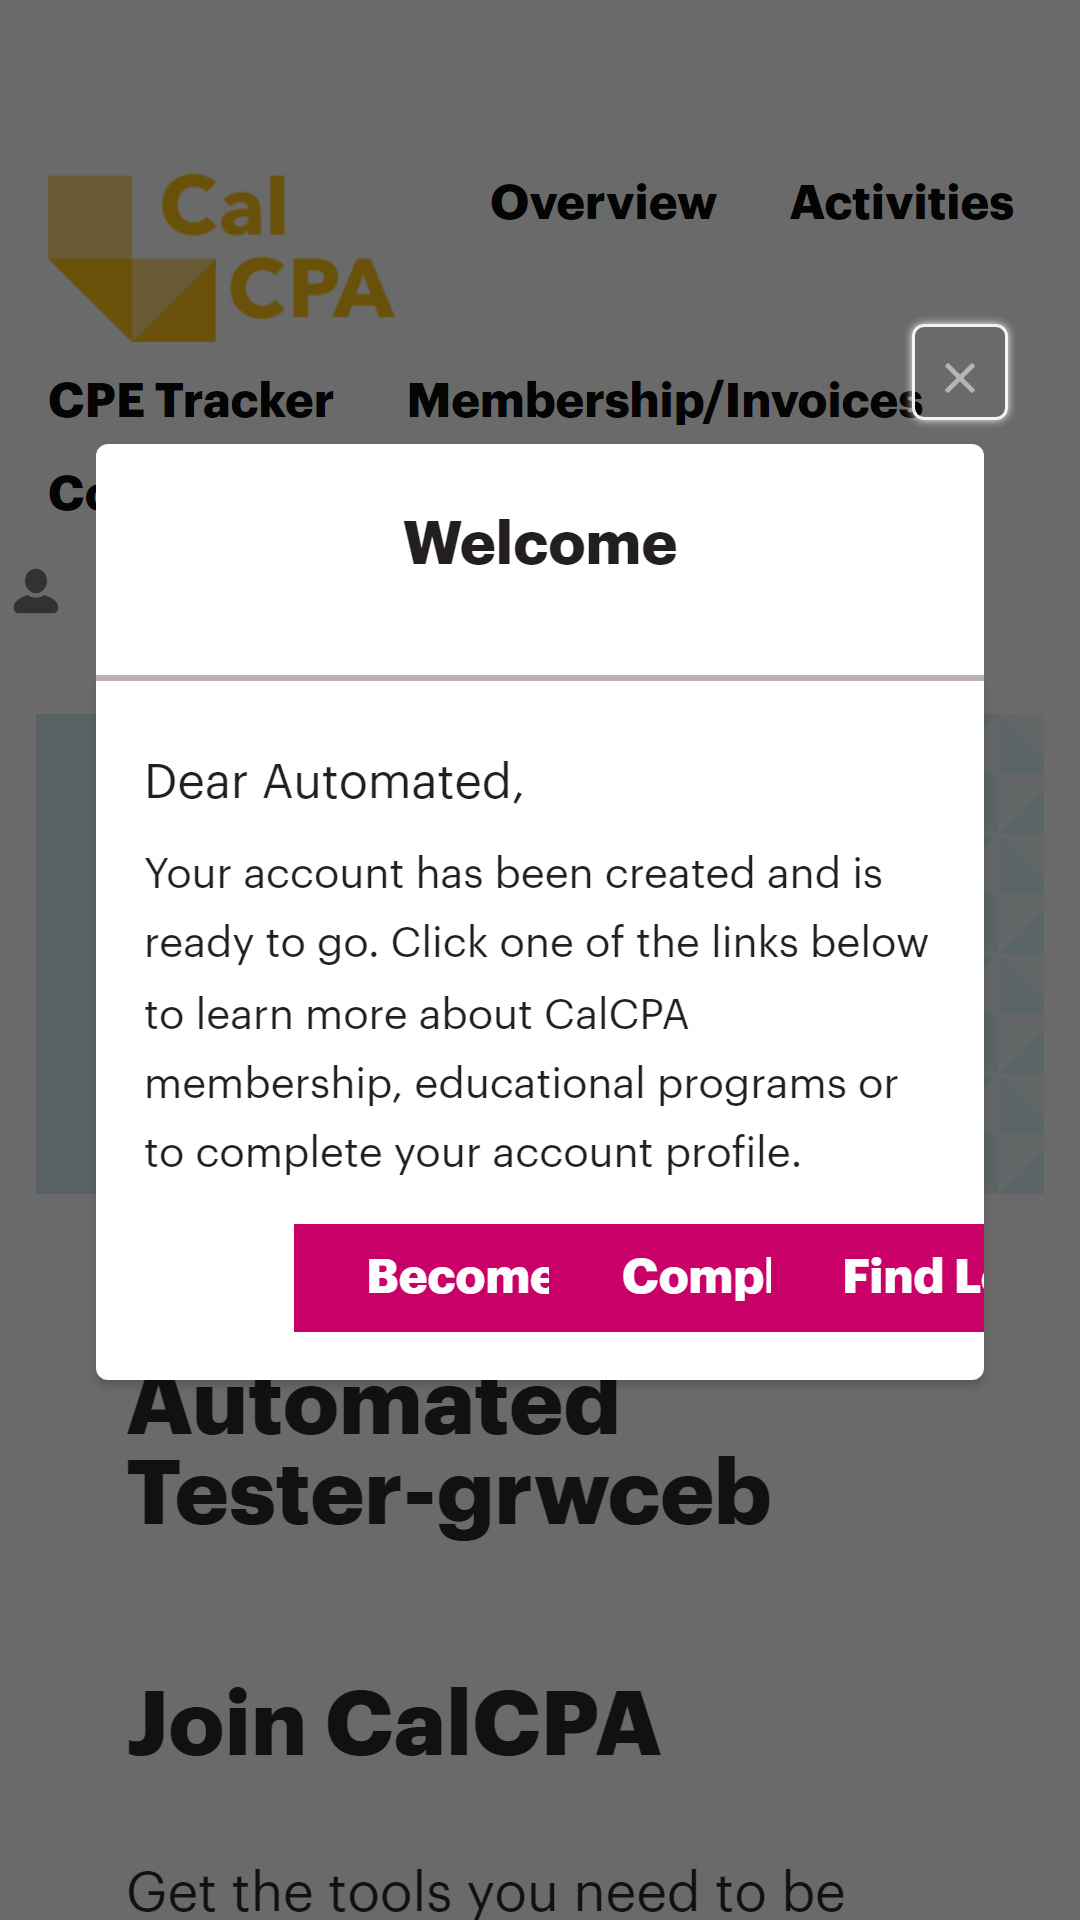 Cal
CPA
Overview Activities
CPE Tracker Membership/Invoices
Welcome
Dear Automated,
Your account has been created and is
ready to go. Click one of the links below
to learn more about CalCPA
membership, educational programs or
to complete your account profile.
Become Compl Find L
Automated
Tester-grwceb
Join CalCPA
Get the tools you need to be